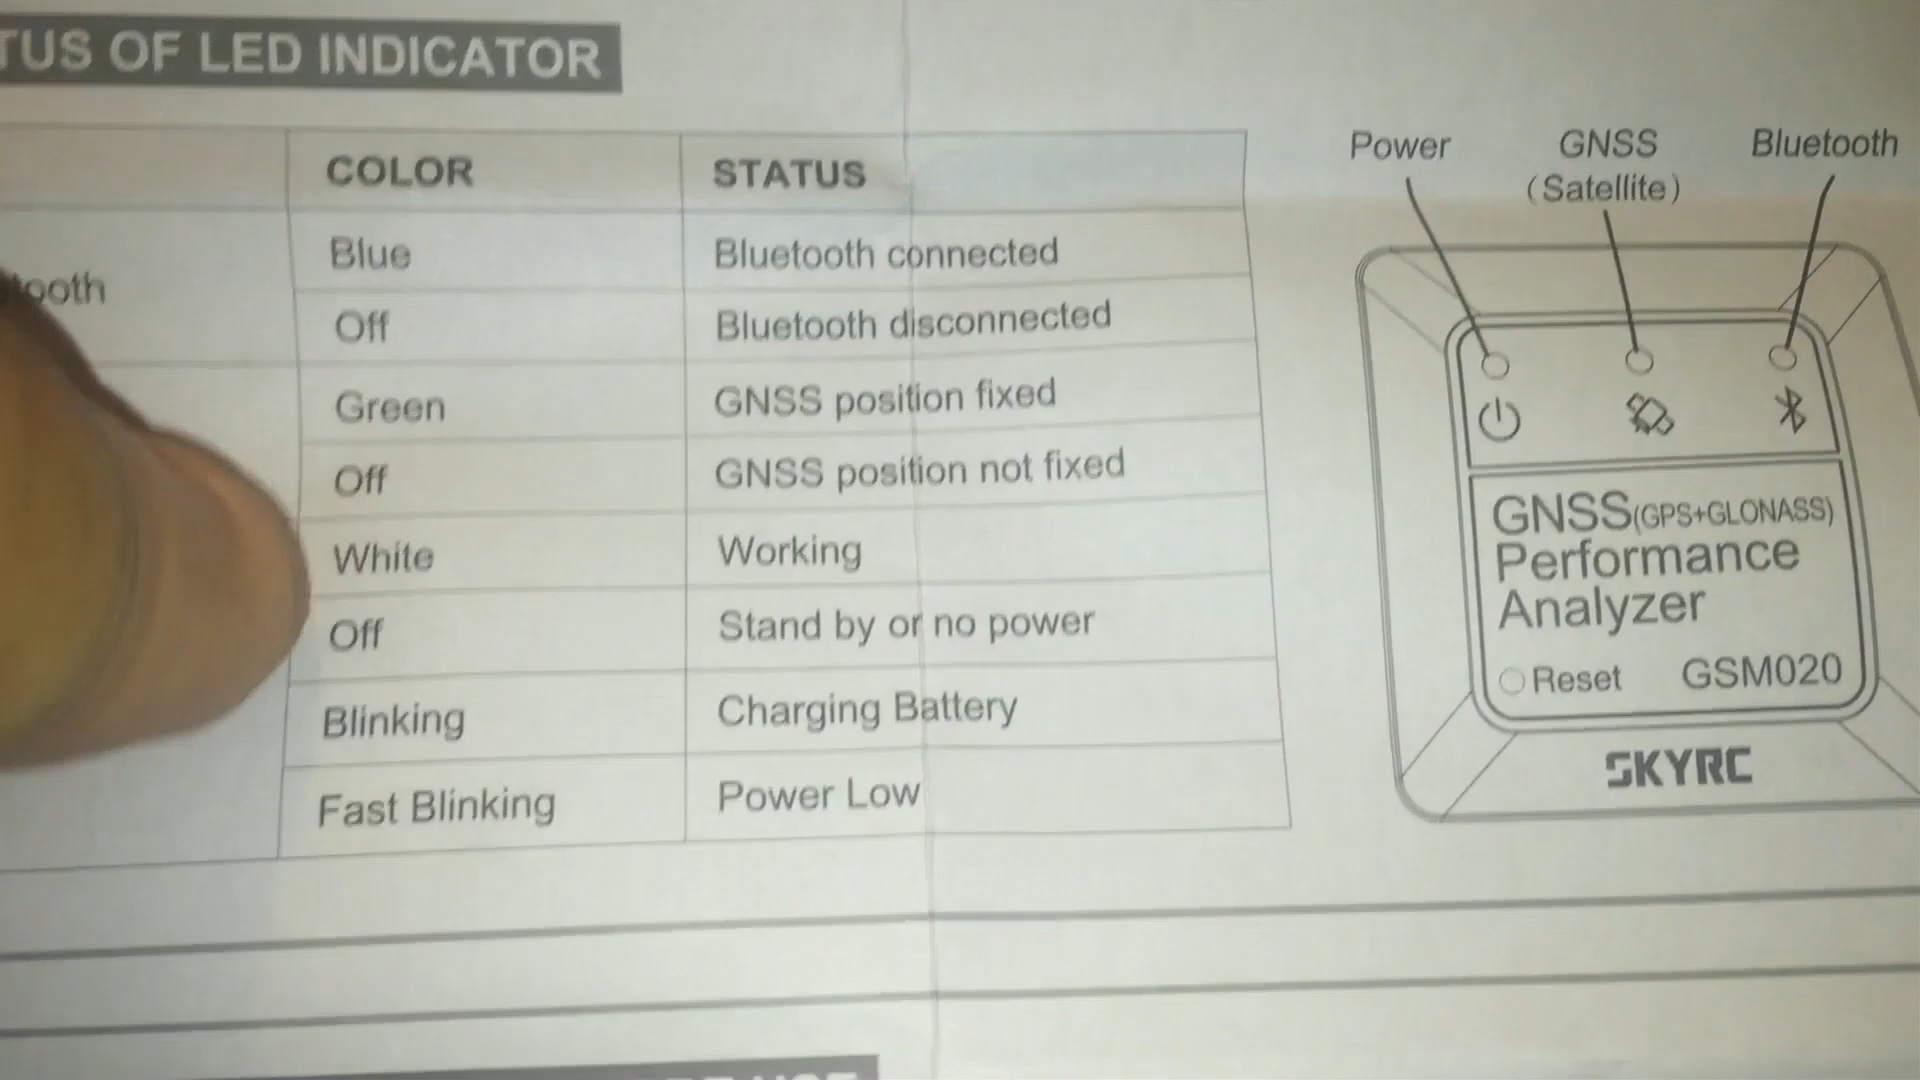 TUS OF LED INDICATOR
COLOR STATUS
tooth
Blue Bluetooth connected
Off Bluetooth disconnected
Green GNSS position fixed
Off GNSS position not fixed
White Working
Off Stand by or no power
Blinking Charging Battery
Fast Blinking Power Low
Power GNSS Bluetooth
(Satellite)
GNSS(GPS+GLONASS)
Performance
Analyzer
Reset GSM020
SKYRC